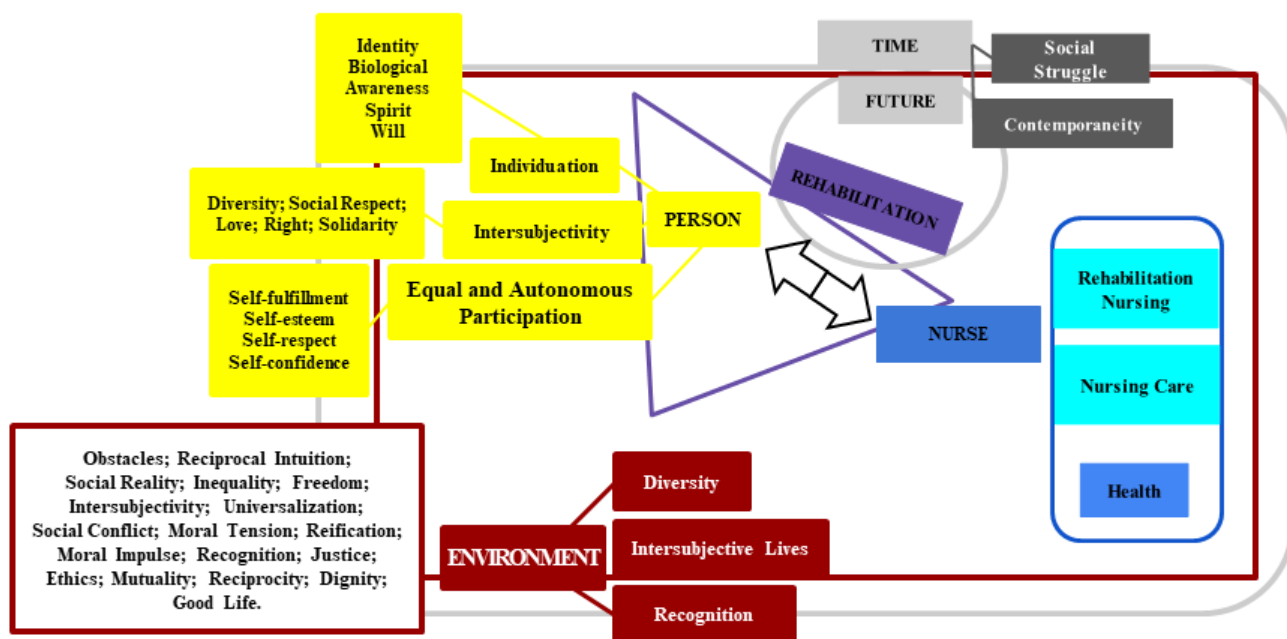 Identity
Biological
Awareness
Spirit
Will
Individuation
Diversity; Social Respect;
Love; Right; Solidarity
Intersubjectivity
PERSON
Self-fulfillment
Self-esteem
Self-respect
Self-confidence
Equal and Autonomous
Participation
TIME
FUTURE
Social
Struggle
Contemporaneity
REHABILITATION
NURSE
Rehabilitation
Nursing
Nursing Care
Health
Obstacles; Reciprocal Intuition;
Social Reality; Inequality; Freedom;
Intersubjectivity; Universalization;
Social Conflict; Moral Tension; Reification;
Moral Impulse; Recognition; Justice;
Ethics; Mutuality; Reciprocity; Dignity;
Good Life.
ENVIRONMENT
Diversity
Intersubjective Lives
Recognition